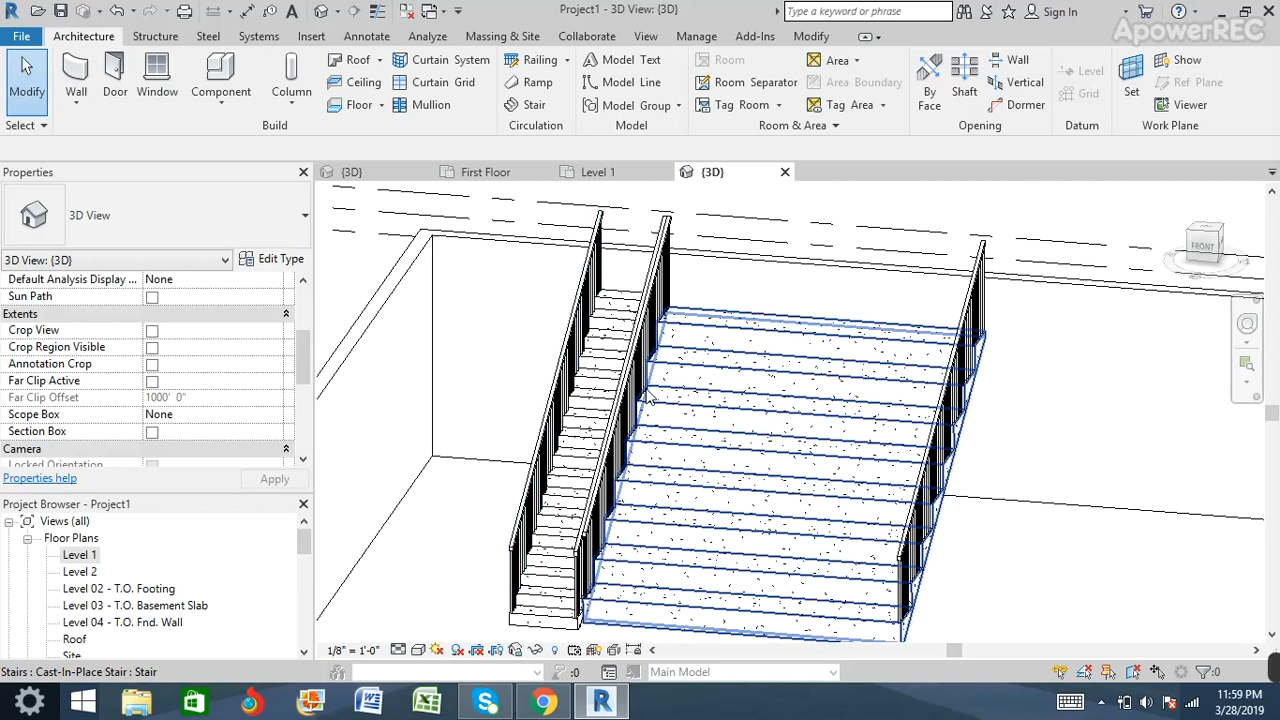 Project1 - 3D View: {3D}
Type a keyword or phrase
Sign In
ApowerREC
File
Architecture
Structure
Steel
Systems
Insert
Annotate
Analyze
Massing & Site
Collaborate
View
Manage
Add-Ins
Modify
Modify
Wall
Door
Window
Component
Column
Roof
Ceiling
Floor
Curtain System
Curtain Grid
Mullion
Railing
Ramp
Stair
Model Text
Model Line
Model Group
Room
Room Separator
Tag Room
Area
Area Boundary
Tag Area
By Face
Shaft
Wall
Vertical
Dormer
Level
Grid
Set
Show
Ref Plane
Viewer
Select
Build
Circulation
Model
Room & Area
Opening
Datum
Work Plane
Properties
{3D}
First Floor
Level 1
{3D}
3D View
3D View: {3D}
Edit Type
Default Analysis Display ... None
Sun Path
Extents
Crop View
Crop Region Visible
Annotation Crop
Far Clip Active
Far Clip Offset 1000' 0"
Scope Box None
Section Box
Camera
Locked Orientation
Properties help
Apply
Project Browser - Project1
Views (all)
Floor Plans
Level 1
Level 2
Level 02 - T.O. Footing
Level 03 - T.O. Basement Slab
Level 04 - T.O. Fnd. Wall
Roof
Site
FRONT
1/8" = 1'-0"
Stairs : Cast-In-Place Stair : Stair
:0
Main Model
:0
11:59 PM
3/28/2019